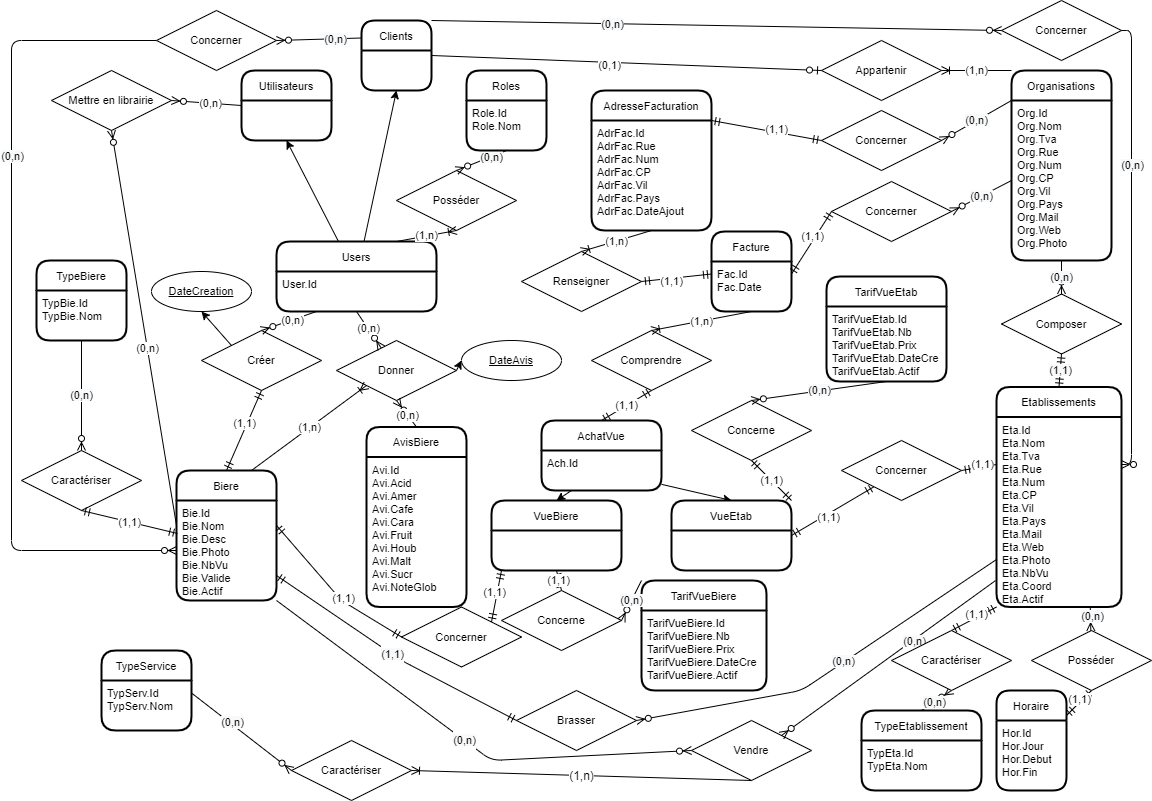 Concerner
(0,n)
Clients
(0,n)
Concerner
(0,1)
Appartenir
(1,n)
Mettre en librairie
(0,n)
Utilisateurs
Roles
Role.Id
Role.Nom
(0,n)
Posséder
(1,n)
AdresseFacturation
AdrFac.Id
AdrFac.Rue
AdrFac.Num
AdrFac.CP
AdrFac.Vil
AdrFac.Pays
AdrFac.DateAjout
(1,1)
Concerner
(0,n)
Organisations
Org.Id
Org.Nom
Org.Tva
Org.Rue
Org.Num
Org.CP
Org.Vil
Org.Pays
Org.Mail
Org.Web
Org.Photo
(0,n)
(0,n)
Concerner
(0,n)
(1,1)
(1,n)
Renseigner
(1,1)
Facture
Fac.Id
Fac.Date
Users
User.Id
TypeBiere
TypBie.Id
TypBie.Nom
DateCreation
(0,n)
(0,n)
TarifVueEtab
TarifVueEtab.Id
TarifVueEtab.Nb
TarifVueEtab.Prix
TarifVueEtab.DateCre
TarifVueEtab.Actif
(0,n)
Composer
(1,1)
(0,n)
Créer
Donner
DateAvis
(1,n)
Comprendre
(1,1)
(0,n)
(0,n)
(1,1)
(1,n)
(0,n)
Concerne
(1,1)
Etablissements
Eta.Id
Eta.Nom
Eta.Tva
Eta.Rue
Eta.Num
Eta.CP
Eta.Vil
Eta.Pays
Eta.Mail
Eta.Web
Eta.Photo
Eta.NbVu
Eta.Coord
Eta.Actif
AvisBiere
Avi.Id
Avi.Acid
Avi.Amer
Avi.Cafe
Avi.Cara
Avi.Fruit
Avi.Houb
Avi.Malt
Avi.Sucr
Avi.NoteGlob
AchatVue
Ach.Id
Concerner
(1,1)
(1,1)
Caractériser
(1,1)
Biere
Bie.Id
Bie.Nom
Bie.Desc
Bie.Photo
Bie.NbVu
Bie.Valide
Bie.Actif
VueBiere
VueEtab
(1,1)
(1,1)
(1,1)
Concerner
Concerne
(0,n)
TarifVueBiere
TarifVueBiere.Id
TarifVueBiere.Nb
TarifVueBiere.Prix
TarifVueBiere.DateCre
TarifVueBiere.Actif
(1,1)
(0,n)
(0,n)
(1,1)
(0,n)
Caractériser
Posséder
(0,n)
(1,1)
TypeService
TypServ.Id
TypServ.Nom
(0,n)
(0,n)
Brasser
Vendre
Caractériser
(1,n)
TypeEtablissement
TypEta.Id
TypEta.Nom
Horaire
Hor.Id
Hor.Jour
Hor.Debut
Hor.Fin